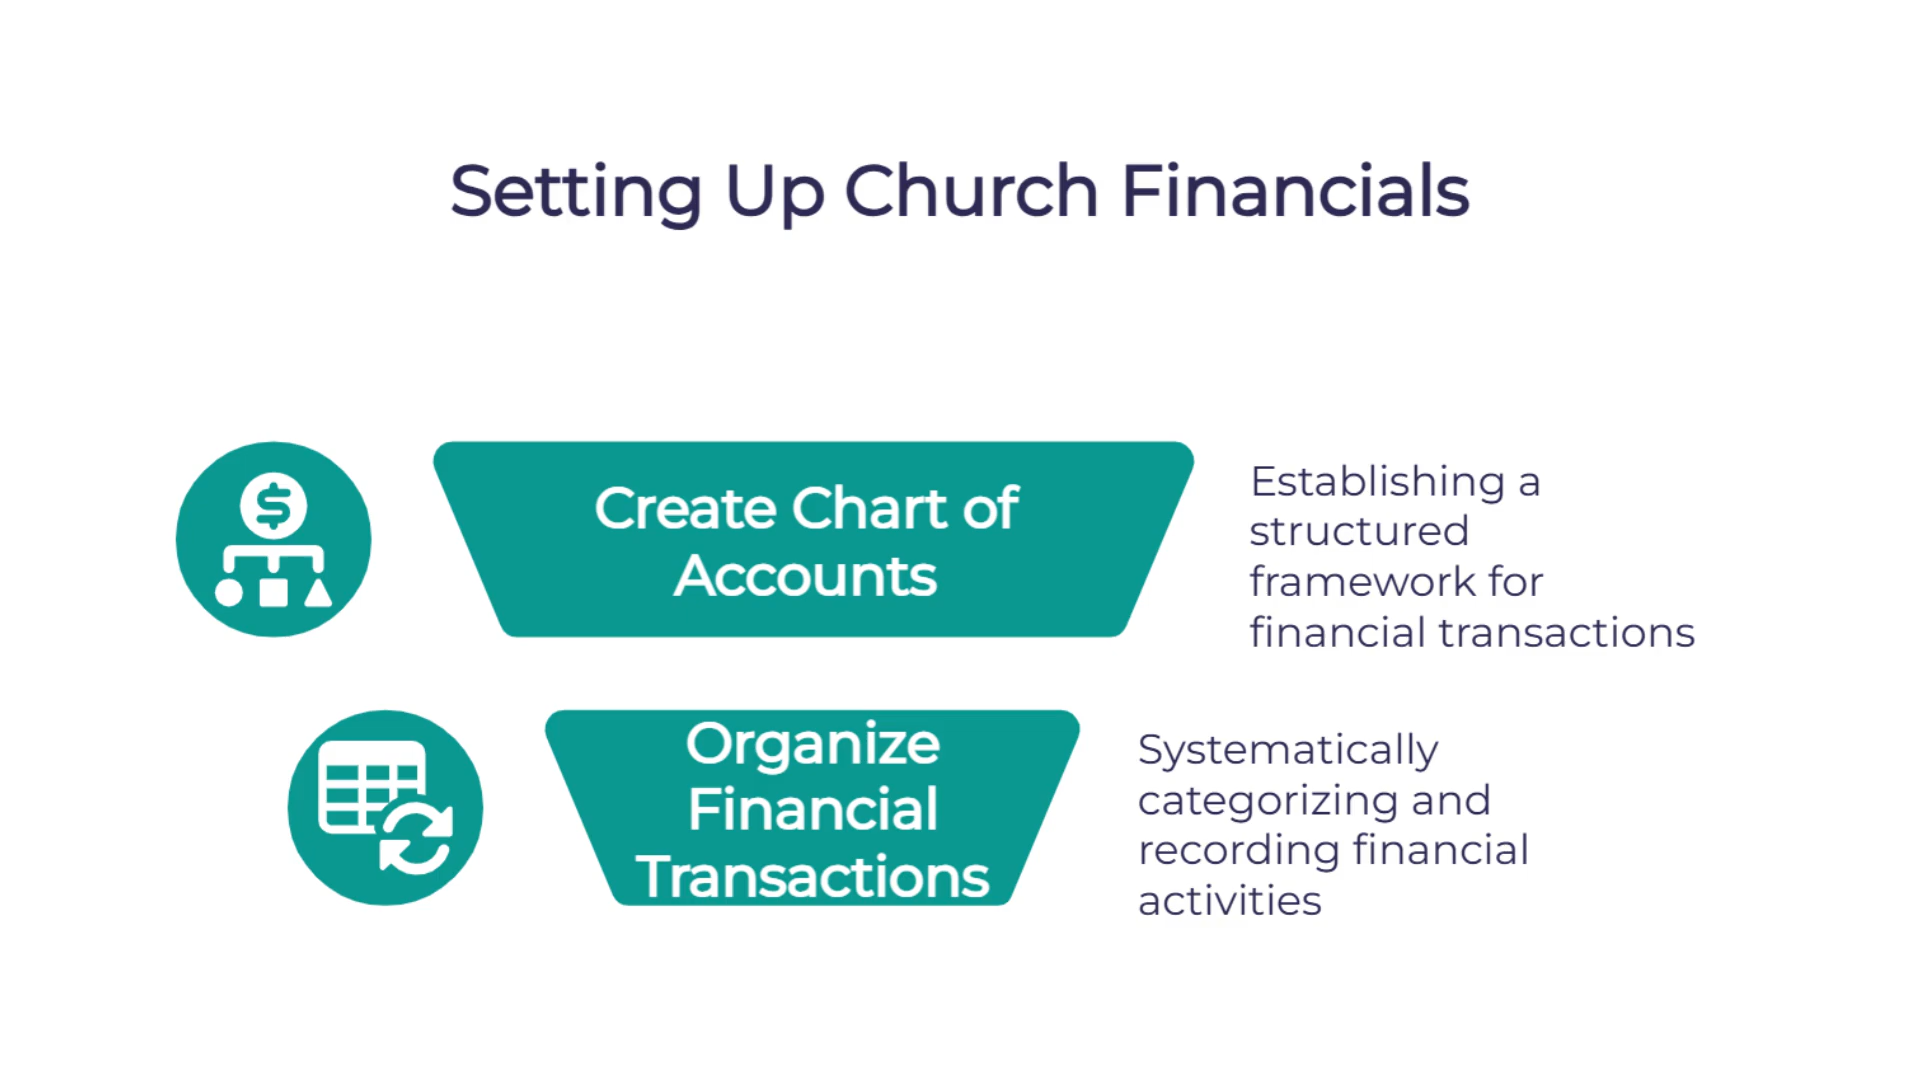 Setting Up Church Financials
Create Chart of
Accounts
Establishing a
structured
framework for
financial transactions
Organize
Financial
Transactions
Systematically
categorizing and
recording financial
activities